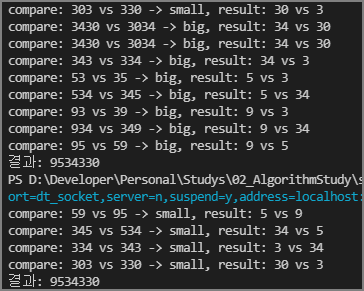 compare: 303 vs 330 -> small, result: 30 vs 3
compare: 3430 vs 3034 -> big, result: 34 vs 30
compare: 3430 vs 3034 -> big, result: 34 vs 30
compare: 343 vs 334 -> big, result: 34 vs 3
compare: 53 vs 35 -> big, result: 5 vs 3
compare: 534 vs 345 -> big, result: 5 vs 34
compare: 93 vs 39 -> big, result: 9 vs 3
compare: 934 vs 349 -> big, result: 9 vs 34
compare: 95 vs 59 -> big, result: 9 vs 5
결과: 9534330
PS D:\Developer\Personal\Studys\02_AlgorithmStudy\s
ort=dt_socket,server=n,suspend=y,address=localhost:
compare: 59 vs 95 -> small, result: 5 vs 9
compare: 345 vs 534 -> small, result: 34 vs 5
compare: 334 vs 343 -> small, result: 3 vs 34
compare: 303 vs 330 -> small, result: 30 vs 3
결과: 9534330